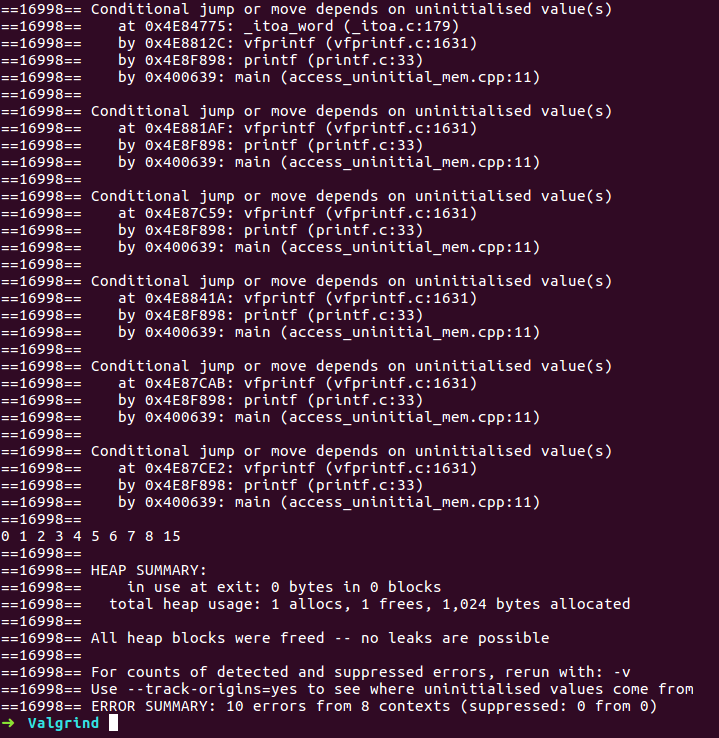 ==16998== Conditional jump or move depends on uninitialised value(s)
==16998==    at 0x4E84775: _itoa_word (_itoa.c:179)
==16998==    by 0x4E8812C: vfprintf (vfprintf.c:1631)
==16998==    by 0x4E8F898: printf (printf.c:33)
==16998==    by 0x400639: main (access_uninitial_mem.cpp:11)
==16998==
==16998== Conditional jump or move depends on uninitialised value(s)
==16998==    at 0x4E881AF: vfprintf (vfprintf.c:1631)
==16998==    by 0x4E8F898: printf (printf.c:33)
==16998==    by 0x400639: main (access_uninitial_mem.cpp:11)
==16998==
==16998== Conditional jump or move depends on uninitialised value(s)
==16998==    at 0x4E87C59: vfprintf (vfprintf.c:1631)
==16998==    by 0x4E8F898: printf (printf.c:33)
==16998==    by 0x400639: main (access_uninitial_mem.cpp:11)
==16998==
==16998== Conditional jump or move depends on uninitialised value(s)
==16998==    at 0x4E8841A: vfprintf (vfprintf.c:1631)
==16998==    by 0x4E8F898: printf (printf.c:33)
==16998==    by 0x400639: main (access_uninitial_mem.cpp:11)
==16998==
==16998== Conditional jump or move depends on uninitialised value(s)
==16998==    at 0x4E87CAB: vfprintf (vfprintf.c:1631)
==16998==    by 0x4E8F898: printf (printf.c:33)
==16998==    by 0x400639: main (access_uninitial_mem.cpp:11)
==16998==
==16998== Conditional jump or move depends on uninitialised value(s)
==16998==    at 0x4E87CE2: vfprintf (vfprintf.c:1631)
==16998==    by 0x4E8F898: printf (printf.c:33)
==16998==    by 0x400639: main (access_uninitial_mem.cpp:11)
==16998==
0 1 2 3 4 5 6 7 8 15
==16998==
==16998== HEAP SUMMARY:
==16998==     in use at exit: 0 bytes in 0 blocks
==16998==   total heap usage: 1 allocs, 1 frees, 1,024 bytes allocated
==16998==
==16998== All heap blocks were freed -- no leaks are possible
==16998==
==16998== For counts of detected and suppressed errors, rerun with: -v
==16998== Use --track-origins=yes to see where uninitialised values come from
==16998== ERROR SUMMARY: 10 errors from 8 contexts (suppressed: 0 from 0)
➜  Valgrind